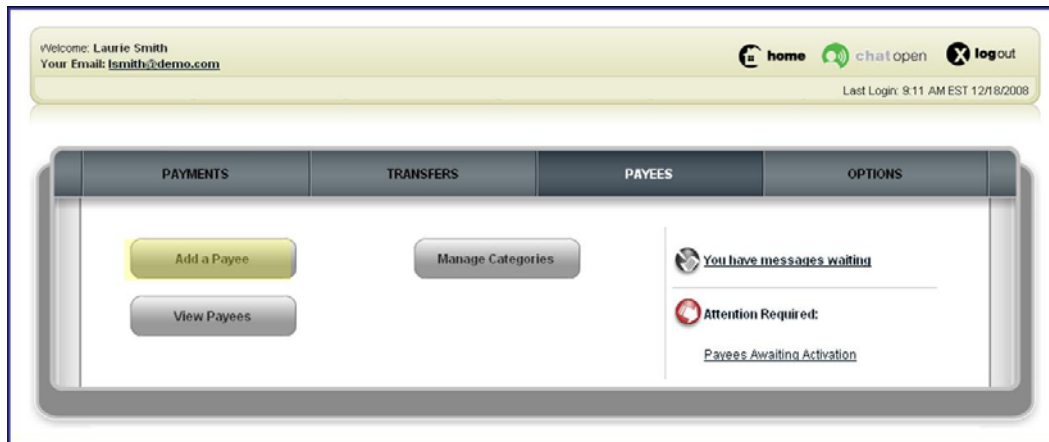 Welcome: Laurie Smith
Your Email: lsmith@demo.com
home chatopen logout
Last Login: 9:11 AM EST 12/18/2008
PAYMENTS TRANSFERS PAYEES OPTIONS
Add a Payee Manage Categories
You have messages waiting
View Payees
Attention Required:
Payees Awaiting Activation